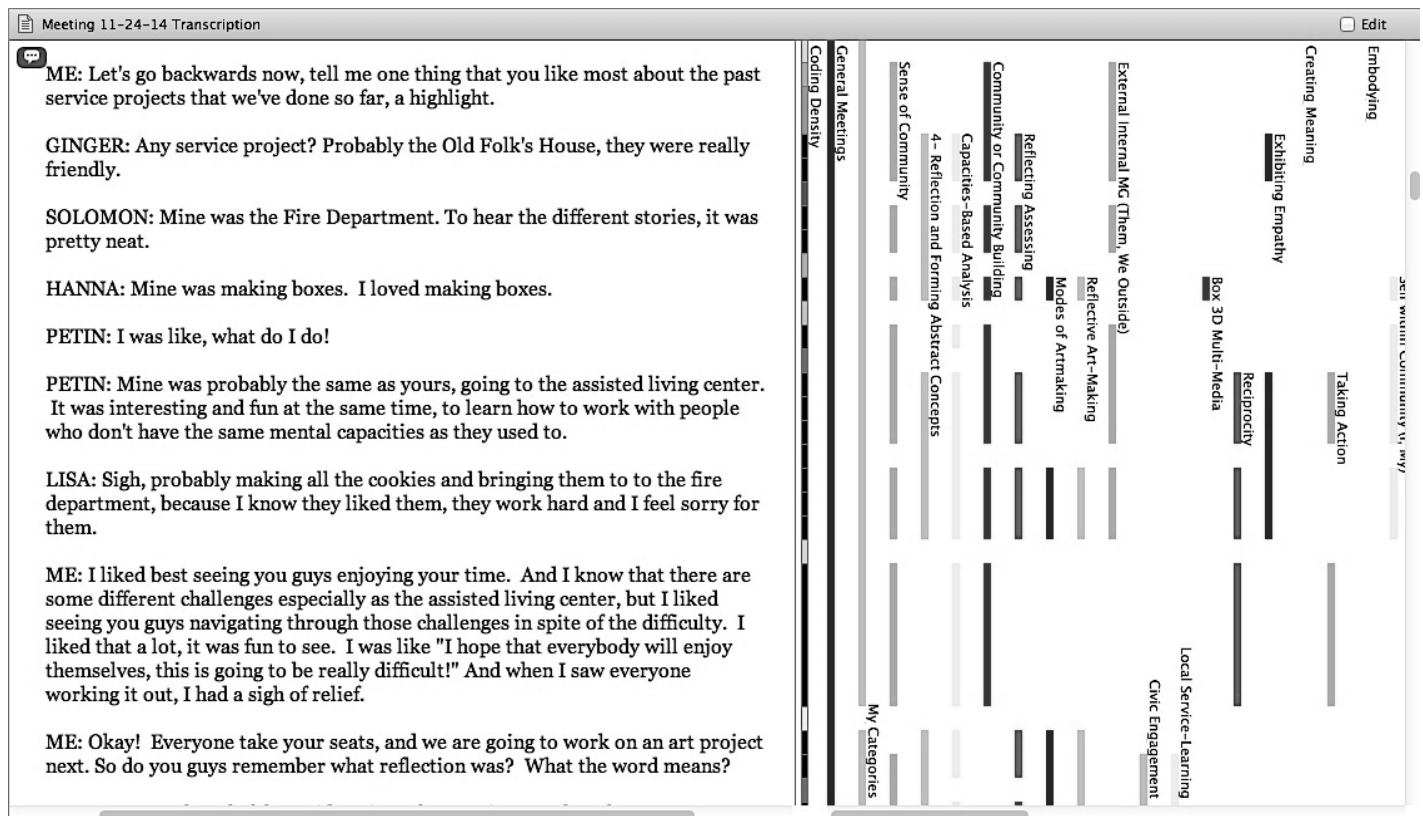 Meeting 11-24-14 Transcription
Edit
ME: Let's go backwards now, tell me one thing that you like most about the past
service projects that we've done so far, a highlight.
GINGER: Any service project? Probably the Old Folk's House, they were really
friendly.
SOLOMON: Mine was the Fire Department. To hear the different stories, it was
pretty neat.
HANNA: Mine was making boxes.  I loved making boxes.
PETIN: I was like, what do I do!
PETIN: Mine was probably the same as yours, going to the assisted living center.
It was interesting and fun at the same time, to learn how to work with people
who don't have the same mental capacities as they used to.
LISA: Sigh, probably making all the cookies and bringing them to to the fire
department, because I know they liked them, they work hard and I feel sorry for
them.
ME: I liked best seeing you guys enjoying your time.  And I know that there are
some different challenges especially as the assisted living center, but I liked
seeing you guys navigating through those challenges in spite of the difficulty.  I
liked that a lot, it was fun to see.  I was like "I hope that everybody will enjoy
themselves, this is going to be really difficult!" And when I saw everyone
working it out, I had a sigh of relief.
ME: Okay!  Everyone take your seats, and we are going to work on an art project
next. So do you guys remember what reflection was?  What the word means?
Coding Density
General Meetings
My Categories
Sense of Community
4- Reflection and Forming Abstract Concepts
Capacities-Based Analysis
Community or Community Building
Reflecting Assessing
Modes of Artmaking
Reflective Art-Making
External Internal MG (Them, We Outside)
Civic Engagement
Local Service-Learning
Box 3D Multi-Media
Reciprocity
Exhibiting Empathy
Creating Meaning
Taking Action
Embodying
Self within Community (I, My)